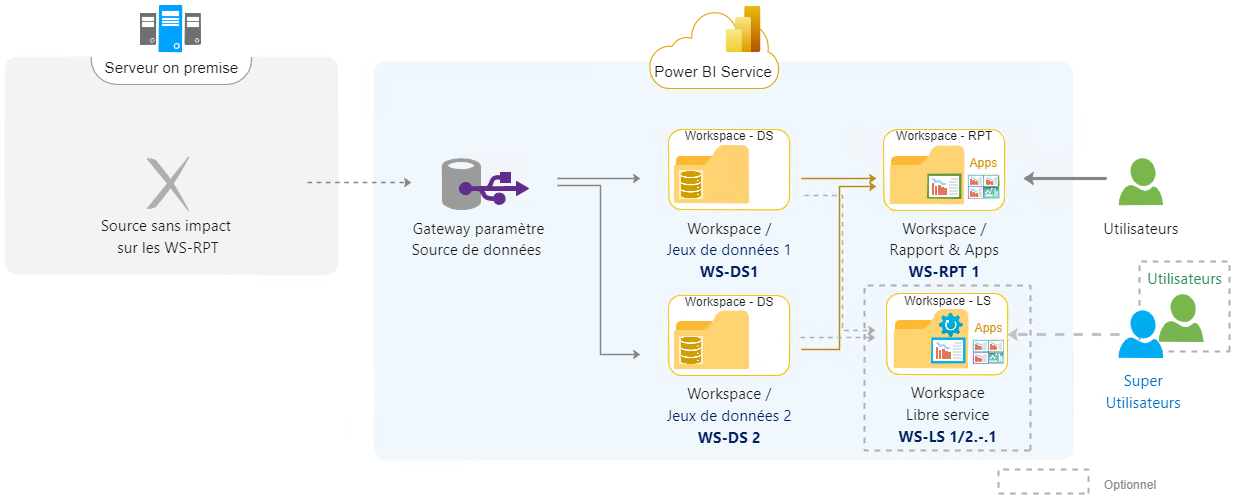 Serveur on premise
Source sans impact
sur les WS-RPT
Power BI Service
Gateway paramètre
Source de données
Workspace - DS
Workspace /
Jeux de données 1
WS-DS1
Workspace - DS
Workspace /
Jeux de données 2
WS-DS 2
Workspace - RPT
Apps
Workspace /
Rapport & Apps
WS-RPT 1
Workspace - LS
Apps
Workspace
Libre service
WS-LS 1/2.-.1
Utilisateurs
Utilisateurs
Super
Utilisateurs
Optionnel